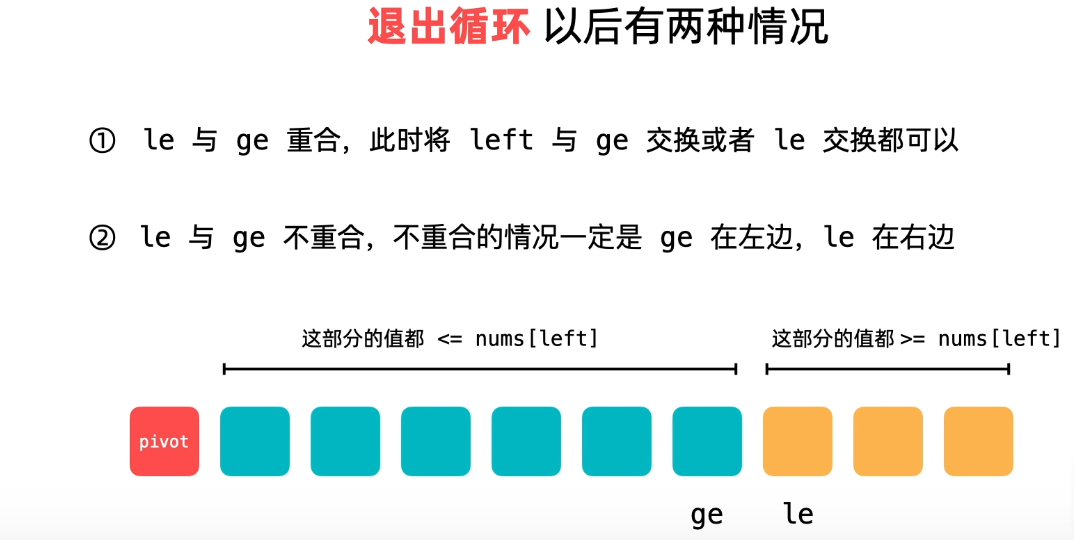 退出循环 以后有两种情况
① le 与 ge 重合，此时将 left 与 ge 交换或者 le 交换都可以
② le 与 ge 不重合，不重合的情况一定是 ge 在左边，le 在右边
这部分的值都 <= nums[left] 这部分的值都 >= nums[left]
pivot
ge le